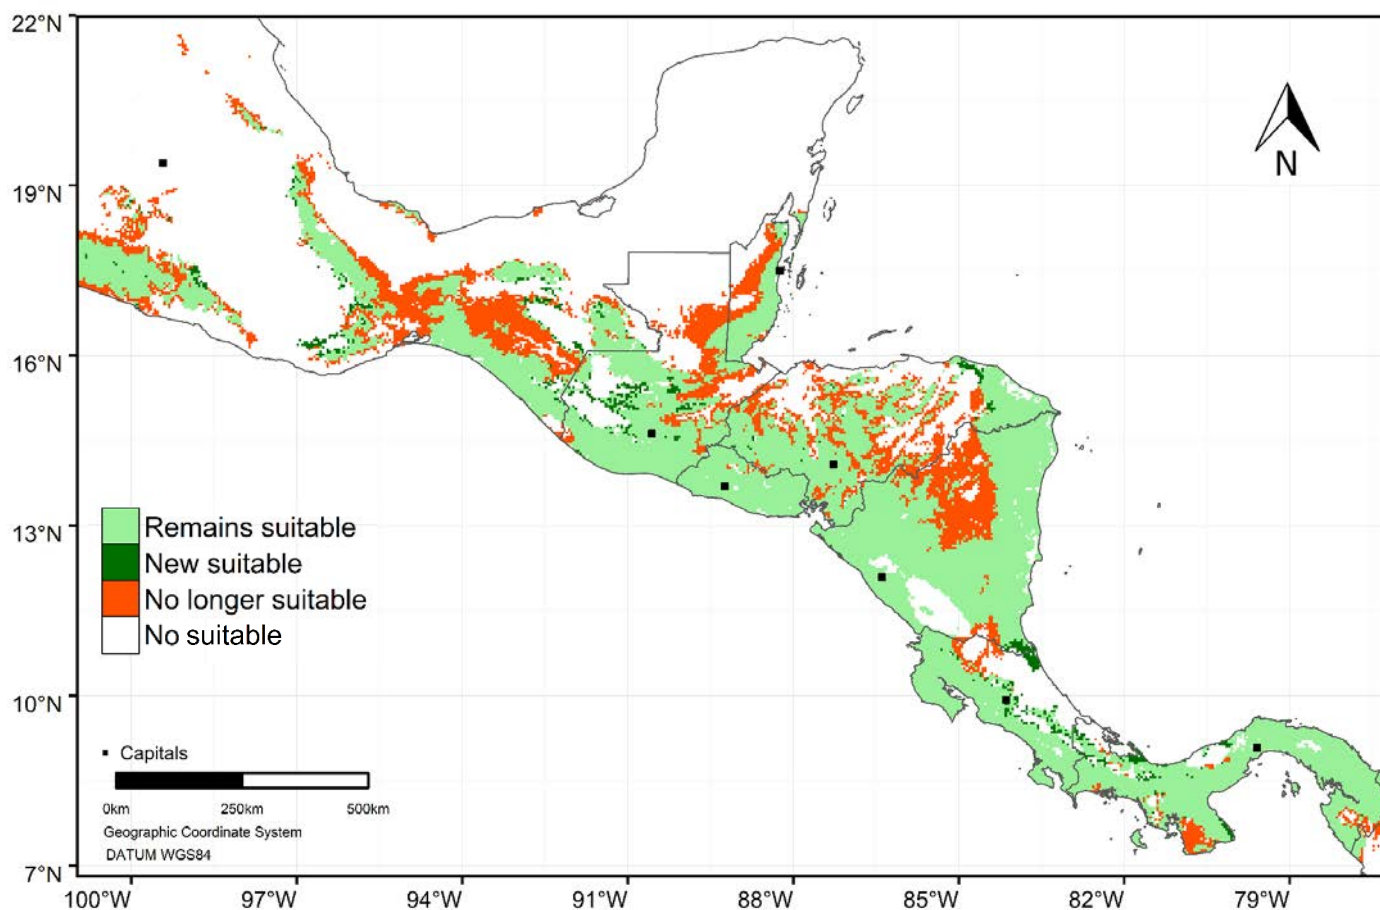 22°N
19°N
16°N
13°N
10°N
7°N
N
Remains suitable
New suitable
No longer suitable
No suitable
Capitals
0km 250km 500km
Geographic Coordinate System
DATUM WGS84
100°W 97°W 94°W 91°W 88°W 85°W 82°W 79°W